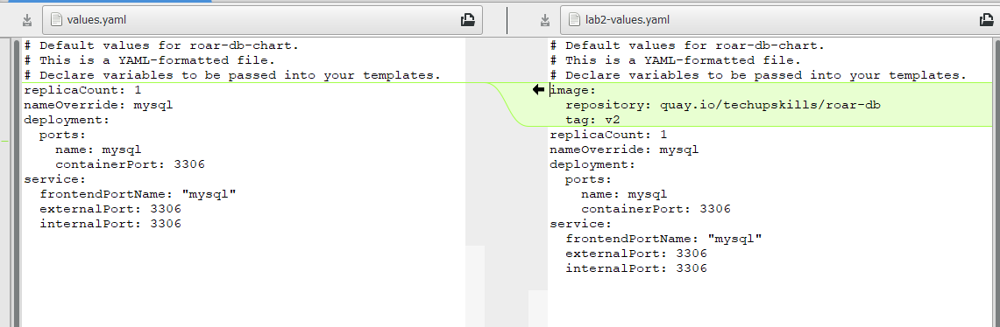 values.yaml
# Default values for roar-db-chart.
# This is a YAML-formatted file.
# Declare variables to be passed into your templates.
replicaCount: 1
nameOverride: mysql
deployment:
  ports:
    name: mysql
    containerPort: 3306
service:
  frontendPortName: "mysql"
  externalPort: 3306
  internalPort: 3306
lab2-values.yaml
# Default values for roar-db-chart.
# This is a YAML-formatted file.
# Declare variables to be passed into your templates.
image:
  repository: quay.io/techupskills/roar-db
  tag: v2
replicaCount: 1
nameOverride: mysql
deployment:
  ports:
    name: mysql
    containerPort: 3306
service:
  frontendPortName: "mysql"
  externalPort: 3306
  internalPort: 3306